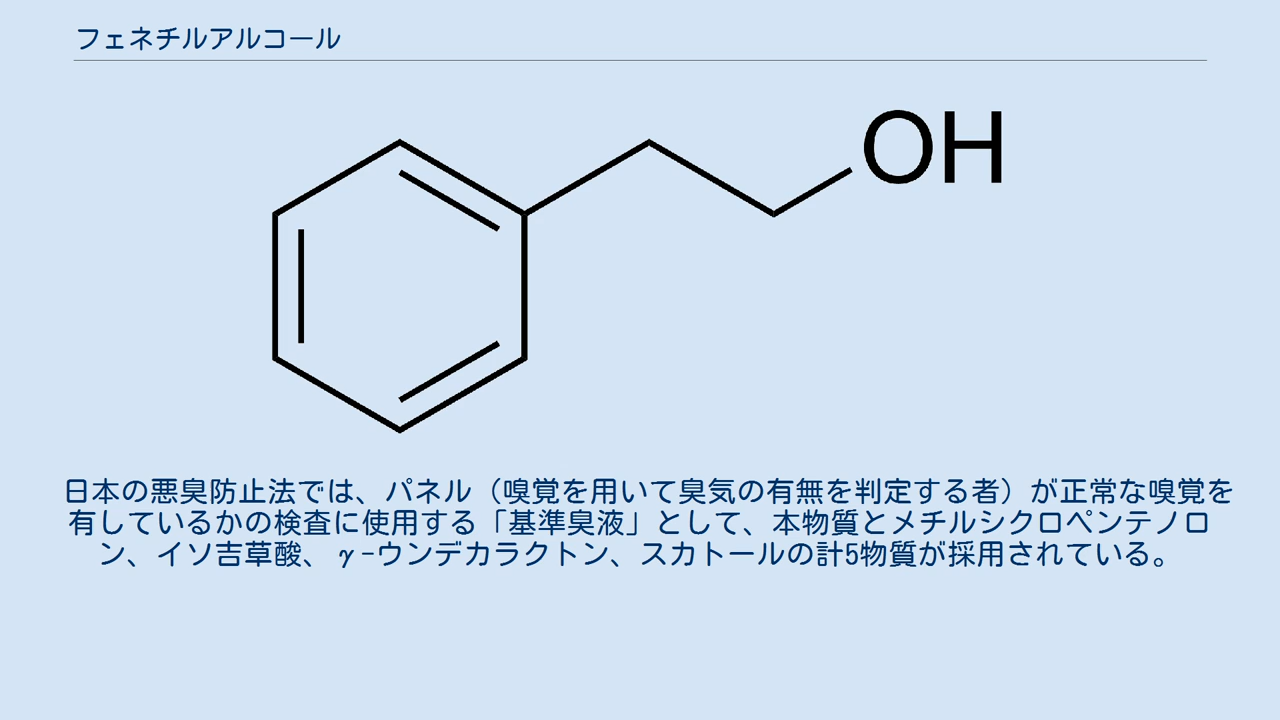 フェネチルアルコール
OH
日本の悪臭防止法では、パネル（嗅覚を用いて臭気の有無を判定する者）が正常な嗅覚を
有しているかの検査に使用する「基準臭液」として、本物質とメチルシクロペンテノロ
ン、イソ吉草酸、γ-ウンデカラクトン、スカトールの計5物質が採用されている。